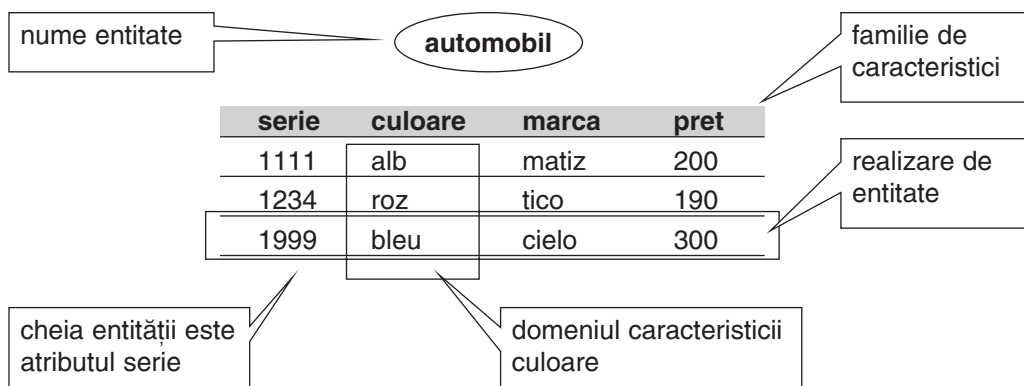 nume entitate
automobil
familie de
caracteristici
serie culoare marca pret
1111 alb matiz 200
1234 roz tico 190
1999 bleu cielo 300
realizare de
entitate
cheia entității este
atributul serie
domeniul caracteristicii
culoare